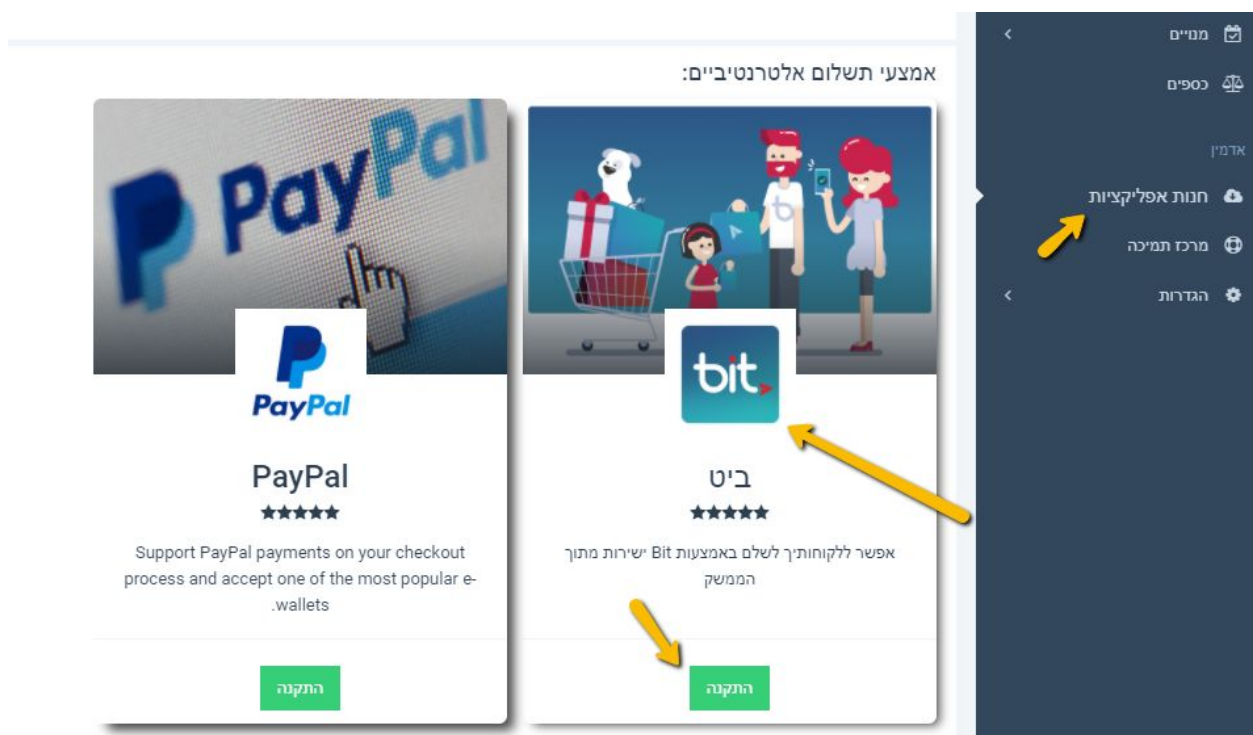 מנויים
כספים
אדמין
חנות אפליקציות
מרכז תמיכה
הגדרות
אמצעי תשלום אלטרנטיביים:
bit
ביט
אפשר ללקוחותיך לשלם באמצעות Bit ישירות מתוך
הממשק
התקנה
PayPal
PayPal
PayPal
Support PayPal payments on your checkout
process and accept one of the most popular e-
.wallets
התקנה